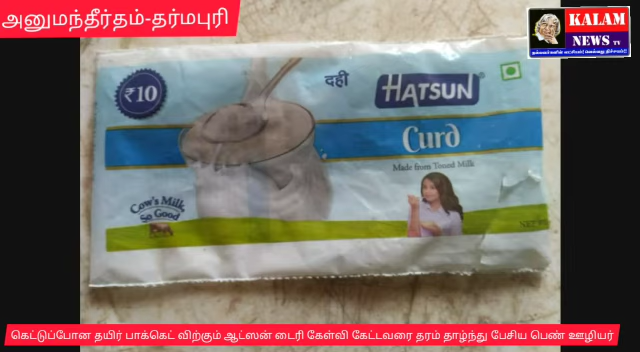 அனுமந்தீர்தம்-தர்மபுரி
KALAM
NEWS TV
₹10
दही
HATSUN
Curd
Made from Toned Milk
Cow's Milk,
So Good
கெட்டுப்போன தயிர் பாக்கெட் விற்கும் ஆட்ஸன் டைரி கேள்வி கேட்டவரை தரம் தாழ்ந்து பேசிய பெண் ஊழியர்